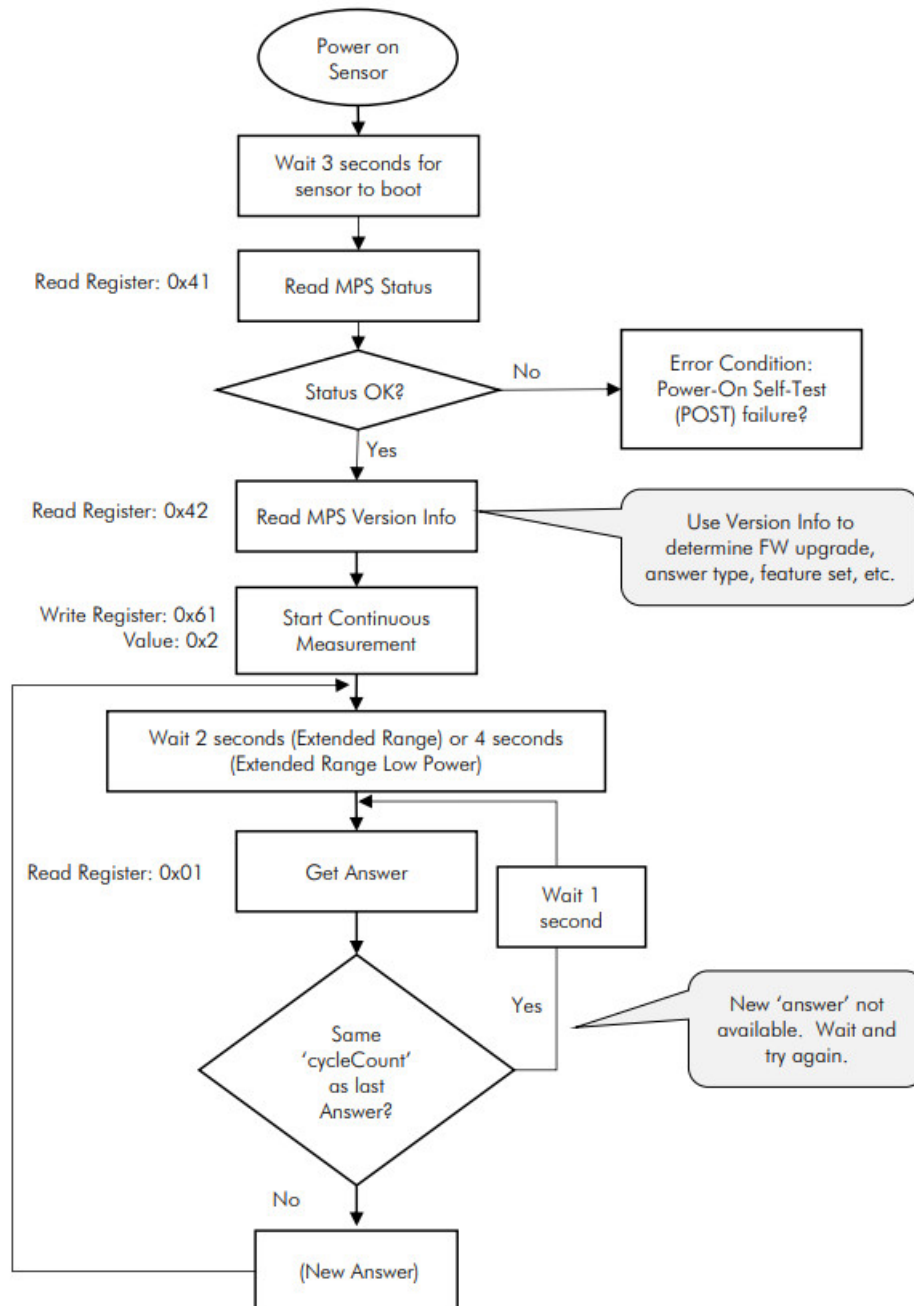 Power on
Sensor
Wait 3 seconds for
sensor to boot
Read Register: 0x41
Read MPS Status
Status OK?
No
Error Condition:
Power-On Self-Test
(POST) failure?
Yes
Read Register: 0x42
Read MPS Version Info
Use Version Info to
determine FW upgrade,
answer type, feature set, etc.
Write Register: 0x61
Value: 0x2
Start Continuous
Measurement
Wait 2 seconds (Extended Range) or 4 seconds
(Extended Range Low Power)
Read Register: 0x01
Get Answer
Wait 1
second
Yes
New ‘answer’ not
available. Wait and
try again.
Same
‘cycleCount’
as last
Answer?
No
(New Answer)